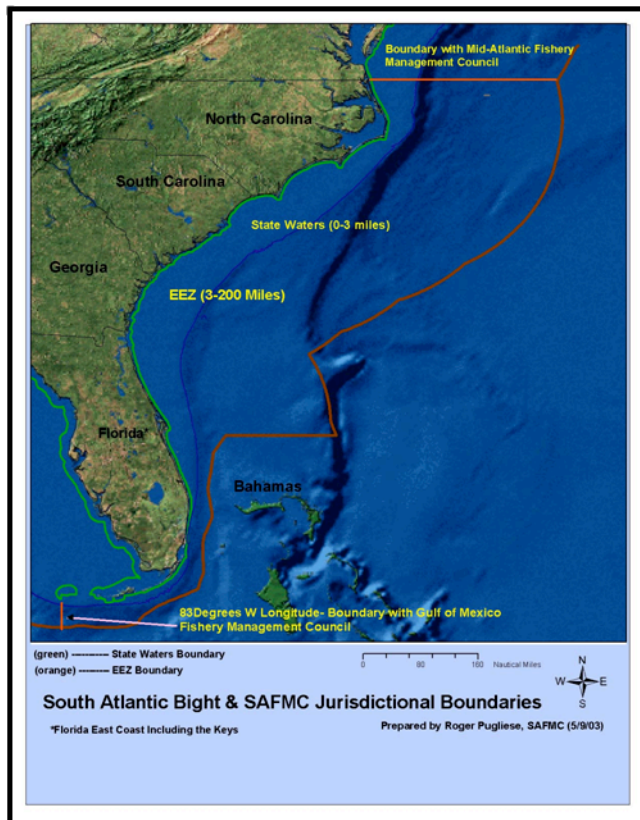 Boundary with Mid-Atlantic Fishery
Management Council
North Carolina
South Carolina
State Waters (0-3 miles)
Georgia
EEZ (3-200 Miles)
Florida*
Bahamas
83Degrees W Longitude- Boundary with Gulf of Mexico
Fishery Management Council
(green) ----------- State Waters Boundary
(orange) --------- EEZ Boundary
0 80 160 Nautical Miles
N
W E
S
South Atlantic Bight & SAFMC Jurisdictional Boundaries
*Florida East Coast Including the Keys
Prepared by Roger Pugliese, SAFMC (5/9/03)